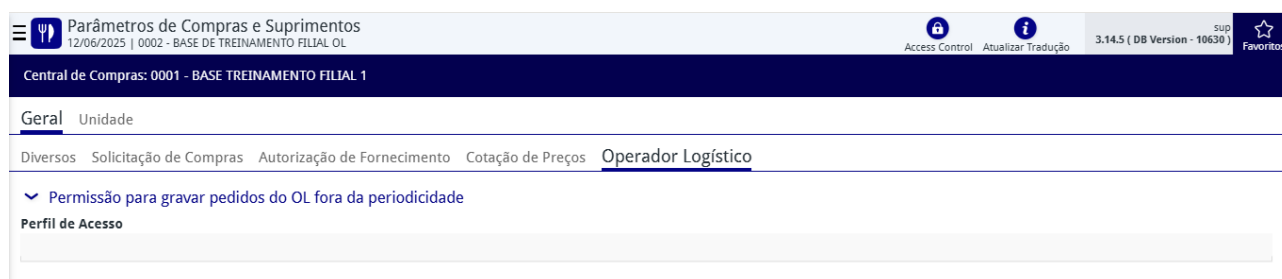 Parâmetros de Compras e Suprimentos
12/06/2025 | 0002 - BASE DE TREINAMENTO FILIAL OL
Access Control
Atualizar Tradução
sup
3.14.5 ( DB Version - 10630 )
Favoritos
Central de Compras: 0001 - BASE TREINAMENTO FILIAL 1
Geral Unidade
Diversos Solicitação de Compras Autorização de Fornecimento Cotação de Preços Operador Logístico
Permissão para gravar pedidos do OL fora da periodicidade
Perfil de Acesso